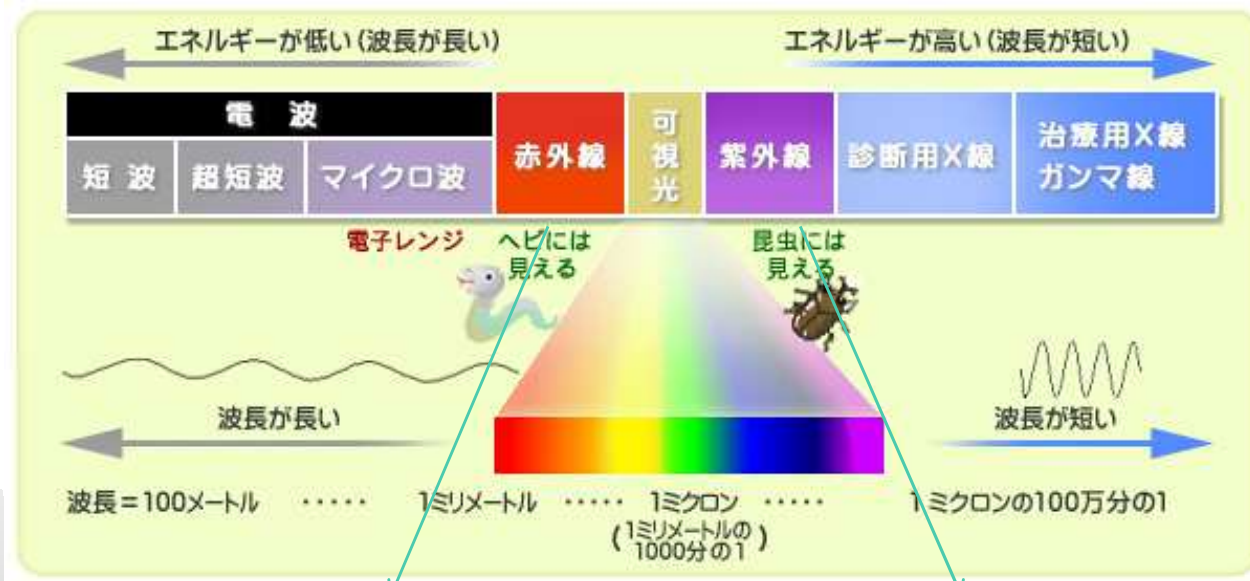 エネルギーが低い(波長が長い)
エネルギーが高い(波長が短い)
電 波
短 波
超短波
マイクロ波
赤外線
可視光
紫外線
診断用X線
治療用X線
ガンマ線
電子レンジ
ヘビには
見える
昆虫には
見える
波長が長い
波長が短い
波長=100メートル ・・・・・ 1ミリメートル ・・・・・ 1ミクロン ・・・・・ 1ミクロンの100万分の1
(1ミリメートルの
1000分の1)